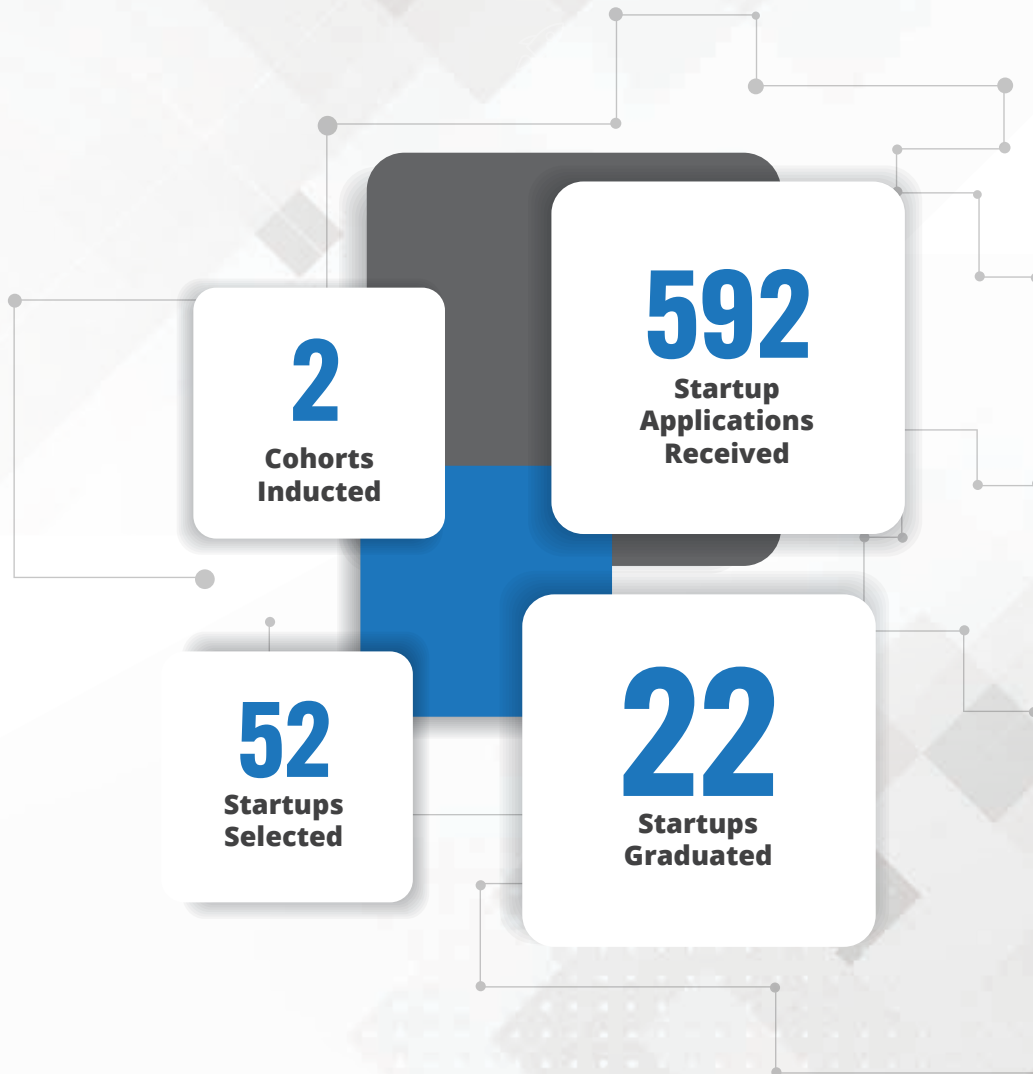 2
Cohorts
Inducted
592
Startup
Applications
Received
52
Startups
Selected
22
Startups
Graduated